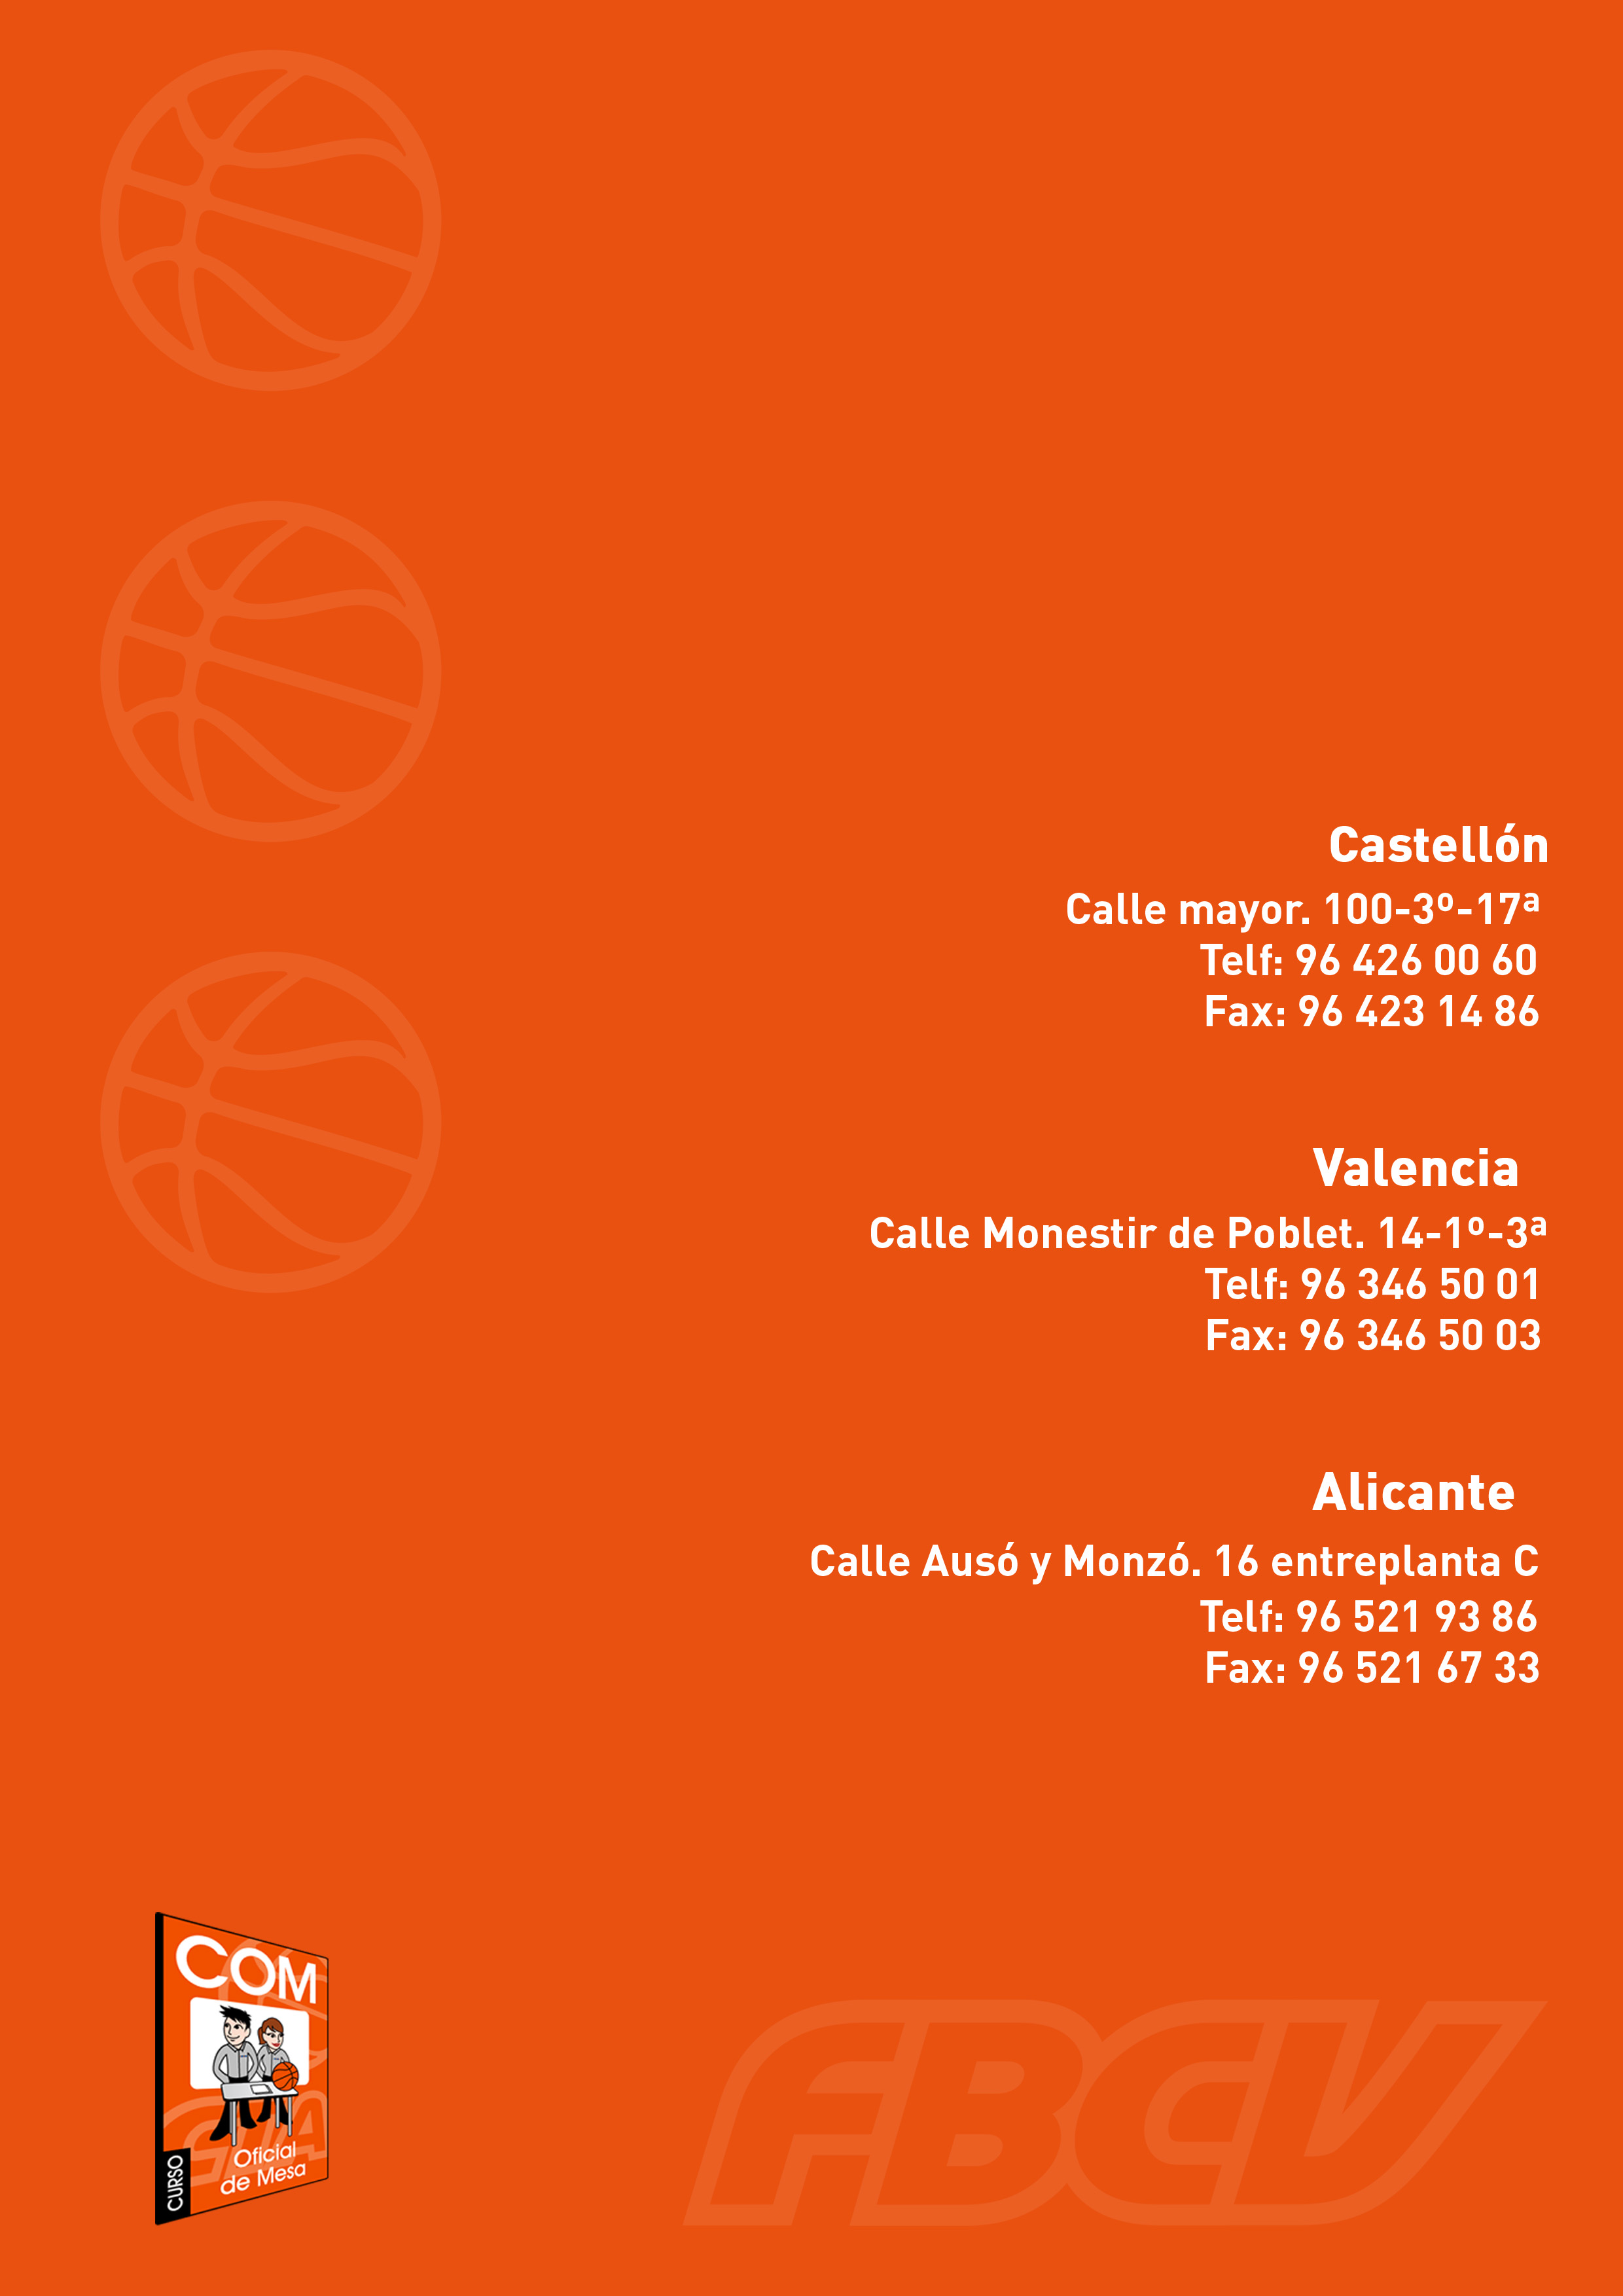 Castellón
Calle mayor. 100-3º-17ª
Telf: 96 426 00 60
Fax: 96 423 14 86
Valencia
Calle Monestir de Poblet. 14-1º-3ª
Telf: 96 346 50 01
Fax: 96 346 50 03
Alicante
Calle Ausó y Monzó. 16 entreplanta C
Telf: 96 521 93 86
Fax: 96 521 67 33
COM
Oficial
de Mesa
CURSO
FBCV